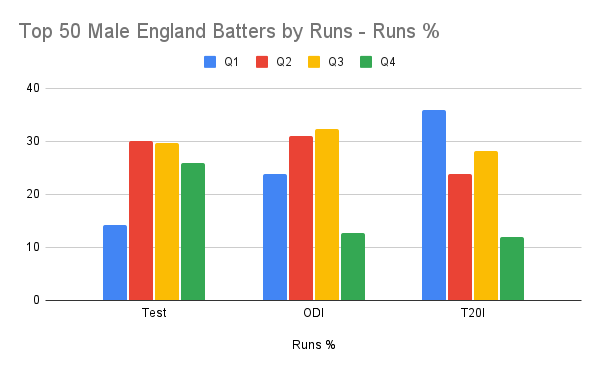 Top 50 Male England Batters by Runs - Runs %
Q1 Q2 Q3 Q4
40
30
20
10
0
Test ODI T20I
Runs %